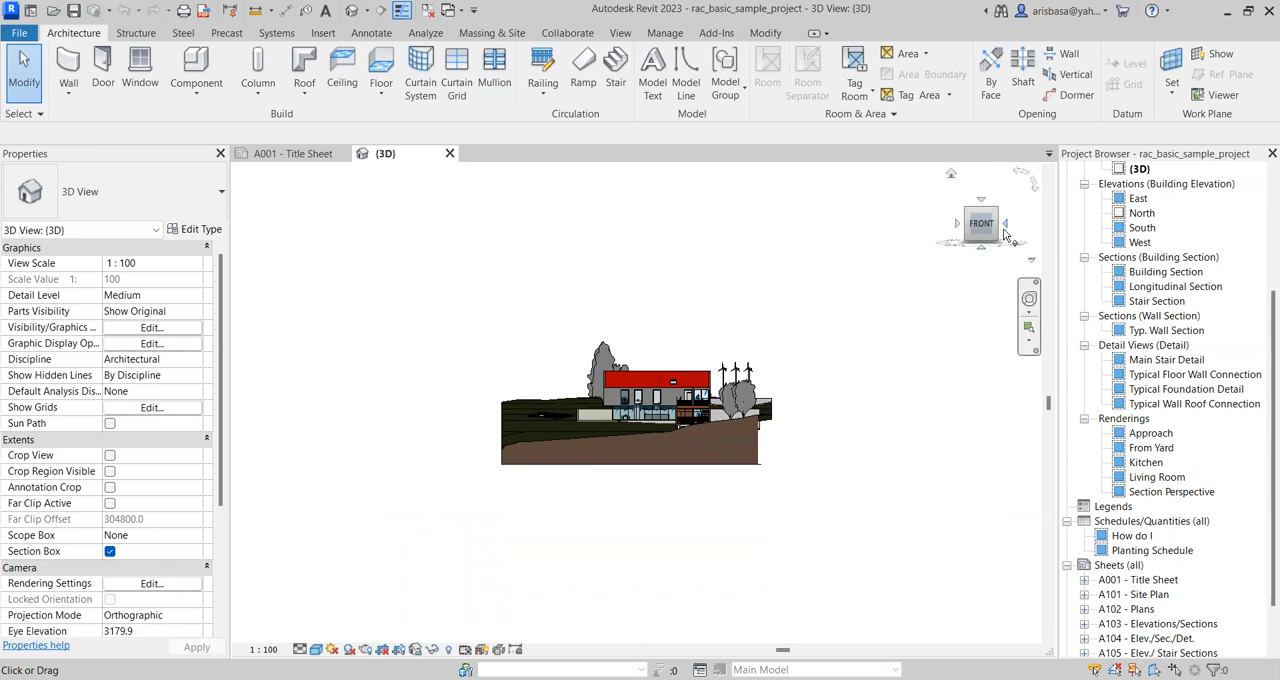 Autodesk Revit 2023 - rac_basic_sample_project - 3D View: {3D}
arisbasa@yah...
File Architecture Structure Steel Precast Systems Insert Annotate Analyze Massing & Site Collaborate View Manage Add-Ins Modify
Modify Wall Door Window Component Column Roof Ceiling Floor Curtain System Curtain Grid Mullion Railing Ramp Stair Model Text Model Line Model Group Room Room Separator Tag Room Area Area Boundary Tag Area By Face Shaft Wall Vertical Dormer Level Grid Set Show Ref Plane Viewer
Select Build Circulation Model Room & Area Opening Datum Work Plane
Properties
A001 - Title Sheet
{3D}
Project Browser - rac_basic_sample_project
3D View
3D View: {3D}
Edit Type
Graphics
View Scale 1 : 100
Scale Value 1: 100
Detail Level Medium
Parts Visibility Show Original
Visibility/Graphics ... Edit...
Graphic Display Op... Edit...
Discipline Architectural
Show Hidden Lines By Discipline
Default Analysis Dis... None
Show Grids Edit...
Sun Path
Extents
Crop View
Crop Region Visible
Annotation Crop
Far Clip Active
Far Clip Offset 304800.0
Scope Box None
Section Box
Camera
Rendering Settings Edit...
Locked Orientation
Projection Mode Orthographic
Eye Elevation 3179.9
Properties help
Apply
FRONT
{3D}
Elevations (Building Elevation)
East
North
South
West
Sections (Building Section)
Building Section
Longitudinal Section
Stair Section
Sections (Wall Section)
Typ. Wall Section
Detail Views (Detail)
Main Stair Detail
Typical Floor Wall Connection
Typical Foundation Detail
Typical Wall Roof Connection
Renderings
Approach
From Yard
Kitchen
Living Room
Section Perspective
Legends
Schedules/Quantities (all)
How do I
Planting Schedule
Sheets (all)
A001 - Title Sheet
A101 - Site Plan
A102 - Plans
A103 - Elevations/Sections
A104 - Elev./Sec./Det.
A105 - Elev./ Stair Sections
1 : 100
Click or Drag
:0
Main Model
:0